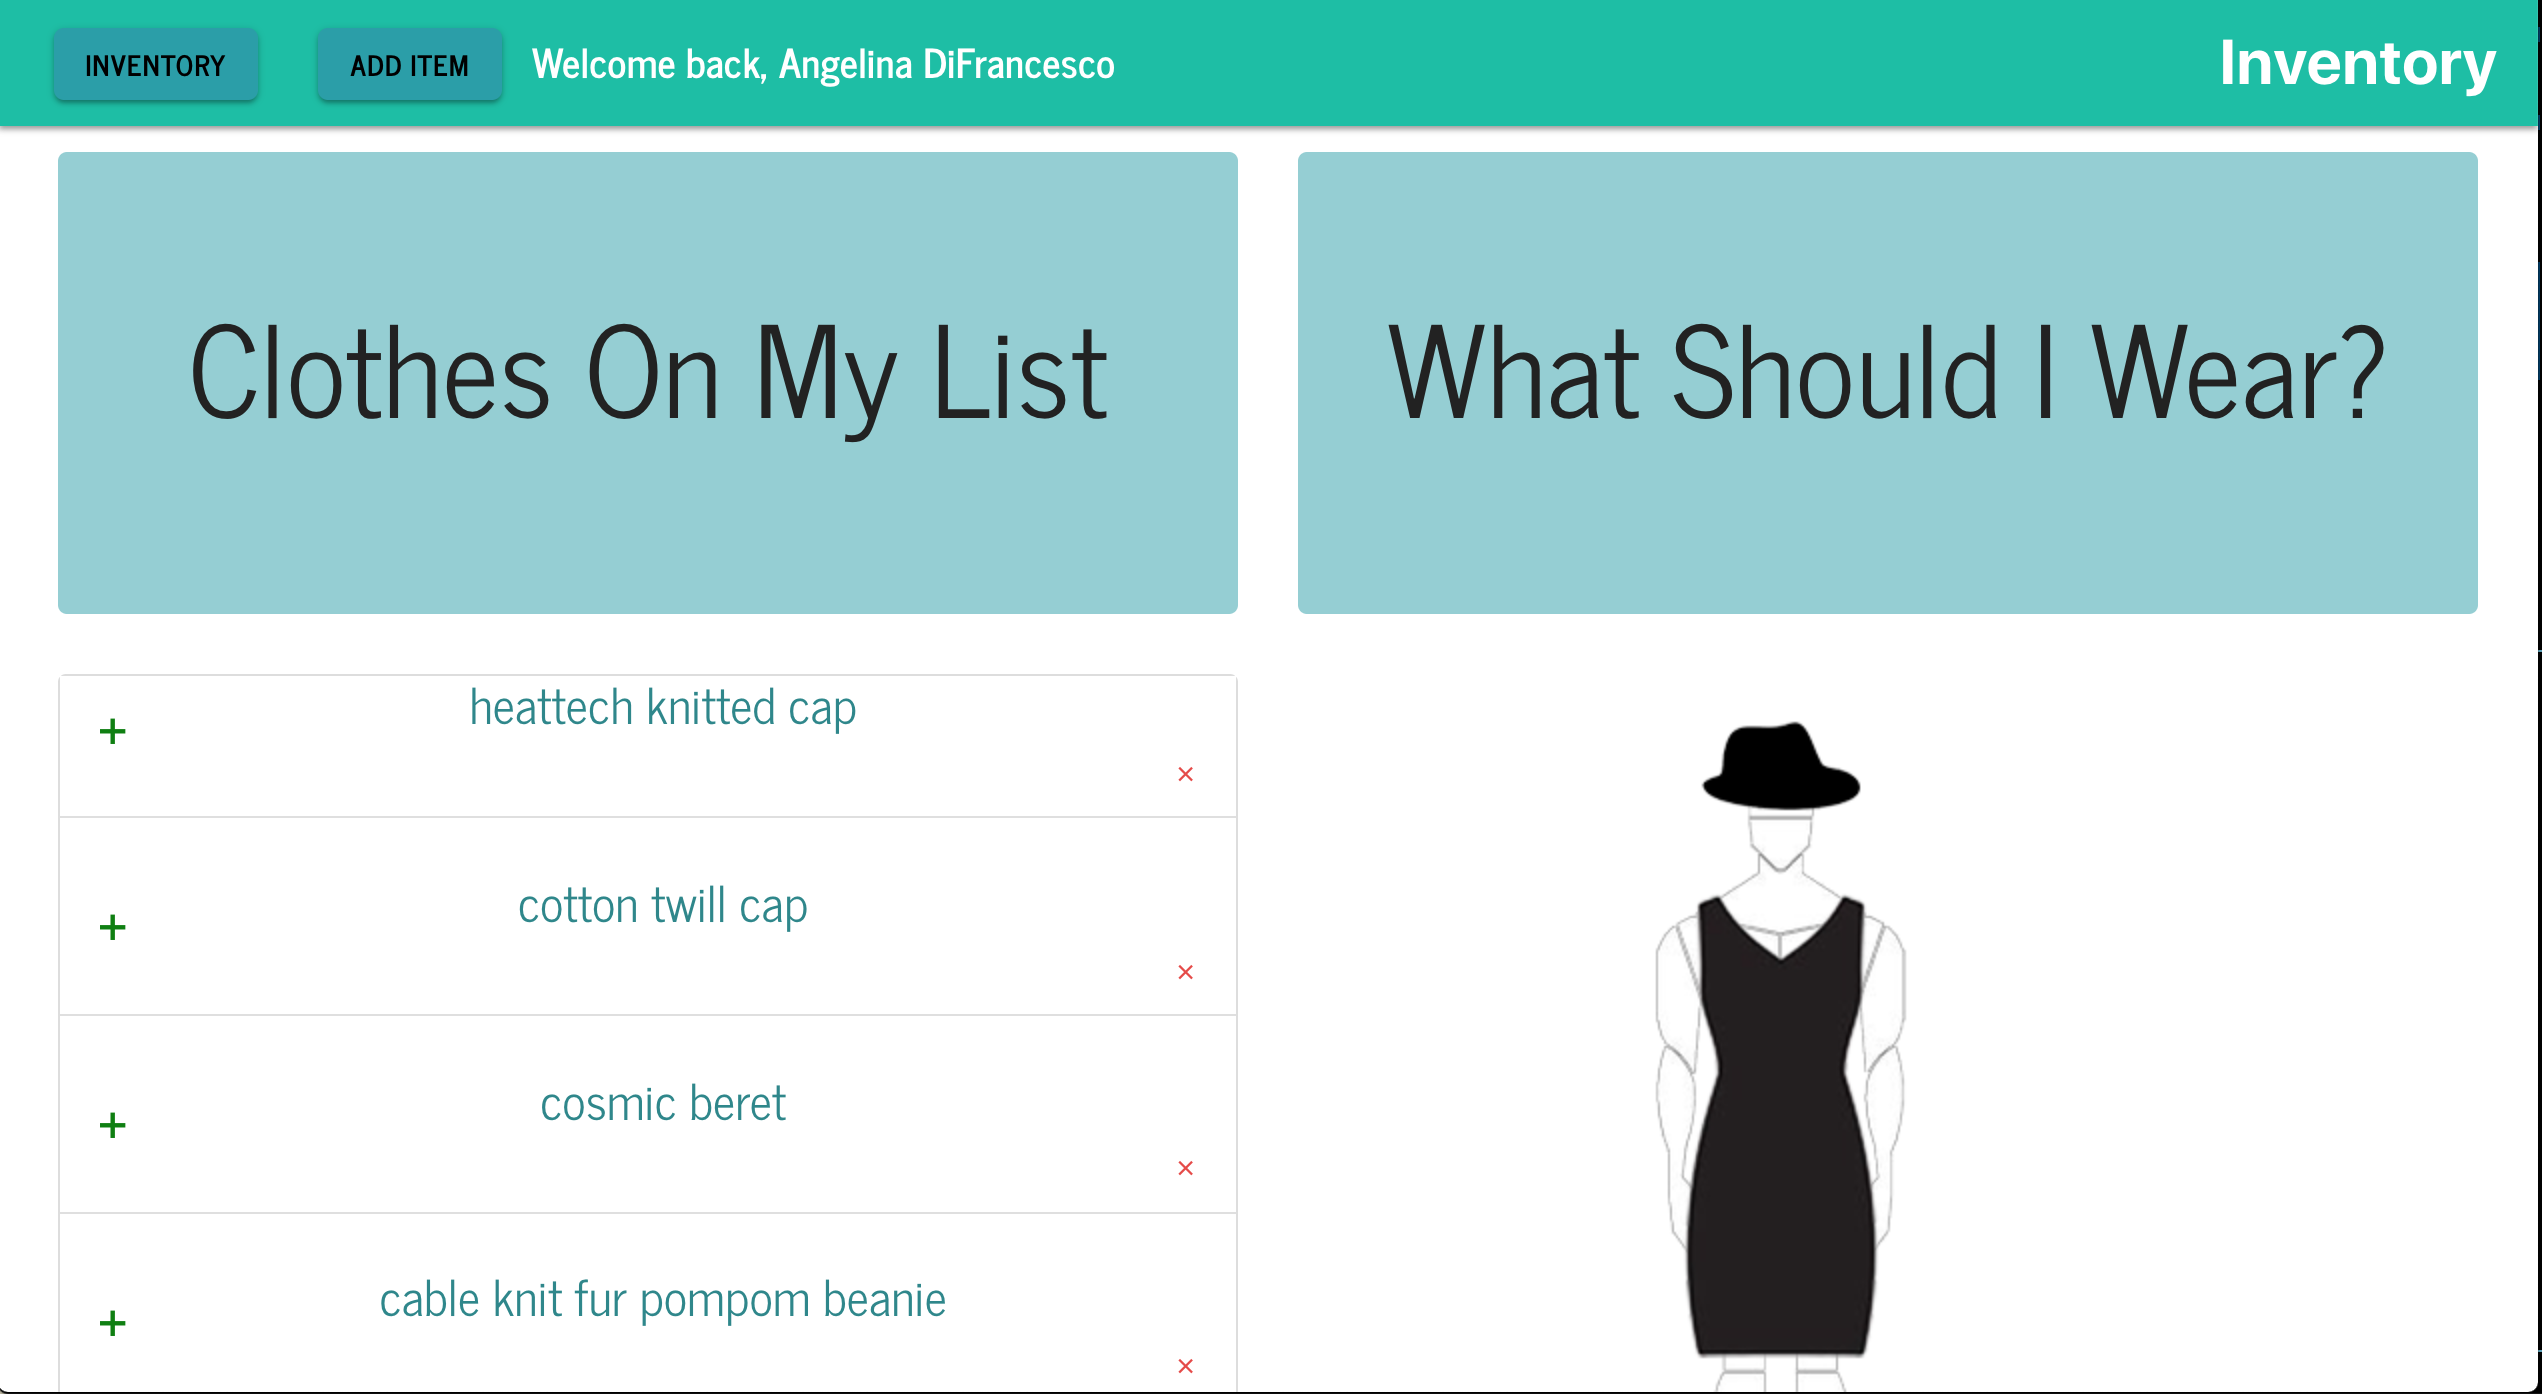 INVENTORY
ADD ITEM
Welcome back, Angelina DiFrancesco
Inventory
Clothes On My List
What Should I Wear?
+
heattech knitted cap
×
+
cotton twill cap
×
+
cosmic beret
×
+
cable knit fur pompom beanie
×